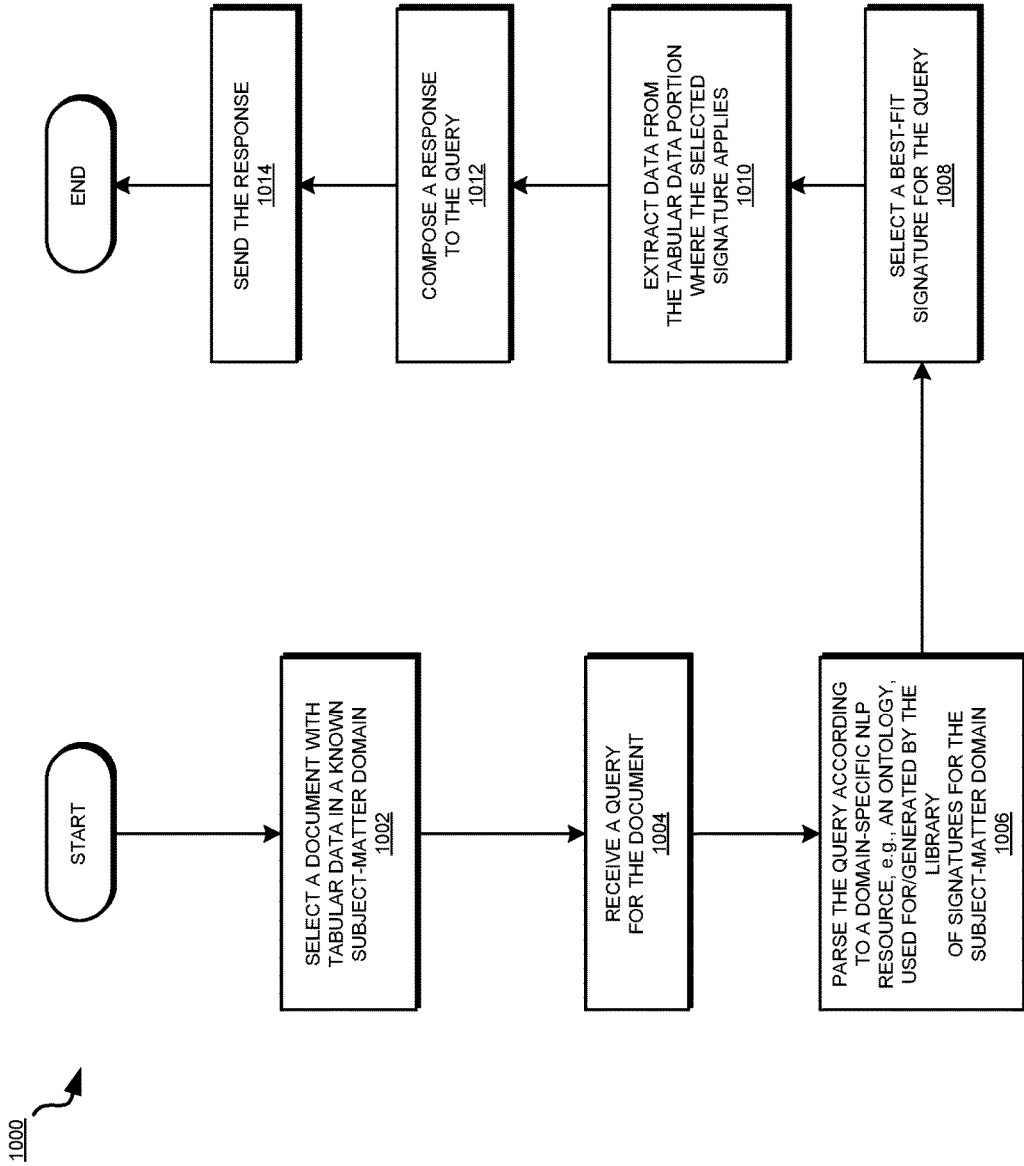 1000
START
SELECT A DOCUMENT WITH
TABULAR DATA IN A KNOWN
SUBJECT-MATTER DOMAIN
1002
RECEIVE A QUERY
FOR THE DOCUMENT
1004
PARSE THE QUERY ACCORDING
TO A DOMAIN-SPECIFIC NLP
RESOURCE, e.g., AN ONTOLOGY,
USED FOR/GENERATED BY THE
LIBRARY
OF SIGNATURES FOR THE
SUBJECT-MATTER DOMAIN
1006
SELECT A BEST-FIT
SIGNATURE FOR THE QUERY
1008
EXTRACT DATA FROM
THE TABULAR DATA PORTION
WHERE THE SELECTED
SIGNATURE APPLIES
1010
COMPOSE A RESPONSE
TO THE QUERY
1012
SEND THE RESPONSE
1014
END